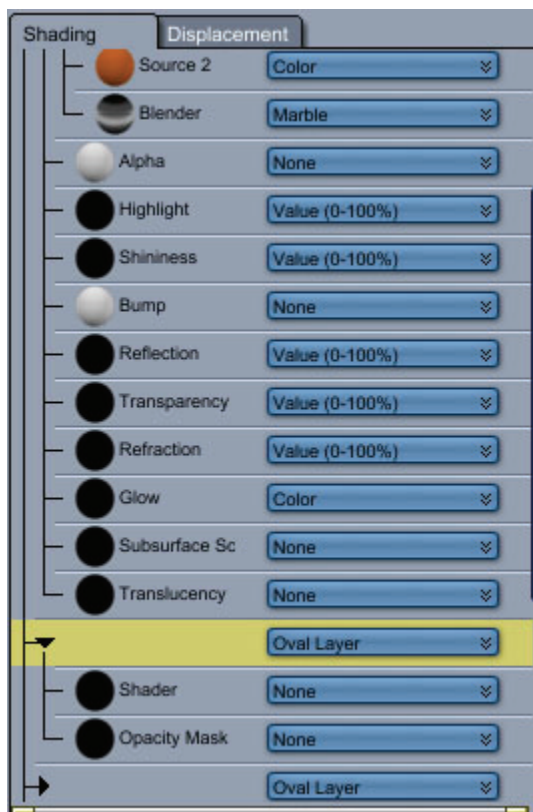 Shading Displacement
Source 2 Color
Blender Marble
Alpha None
Highlight Value (0-100%)
Shininess Value (0-100%)
Bump None
Reflection Value (0-100%)
Transparency Value (0-100%)
Refraction Value (0-100%)
Glow Color
Subsurface Sc None
Translucency None
Oval Layer
Shader None
Opacity Mask None
Oval Layer